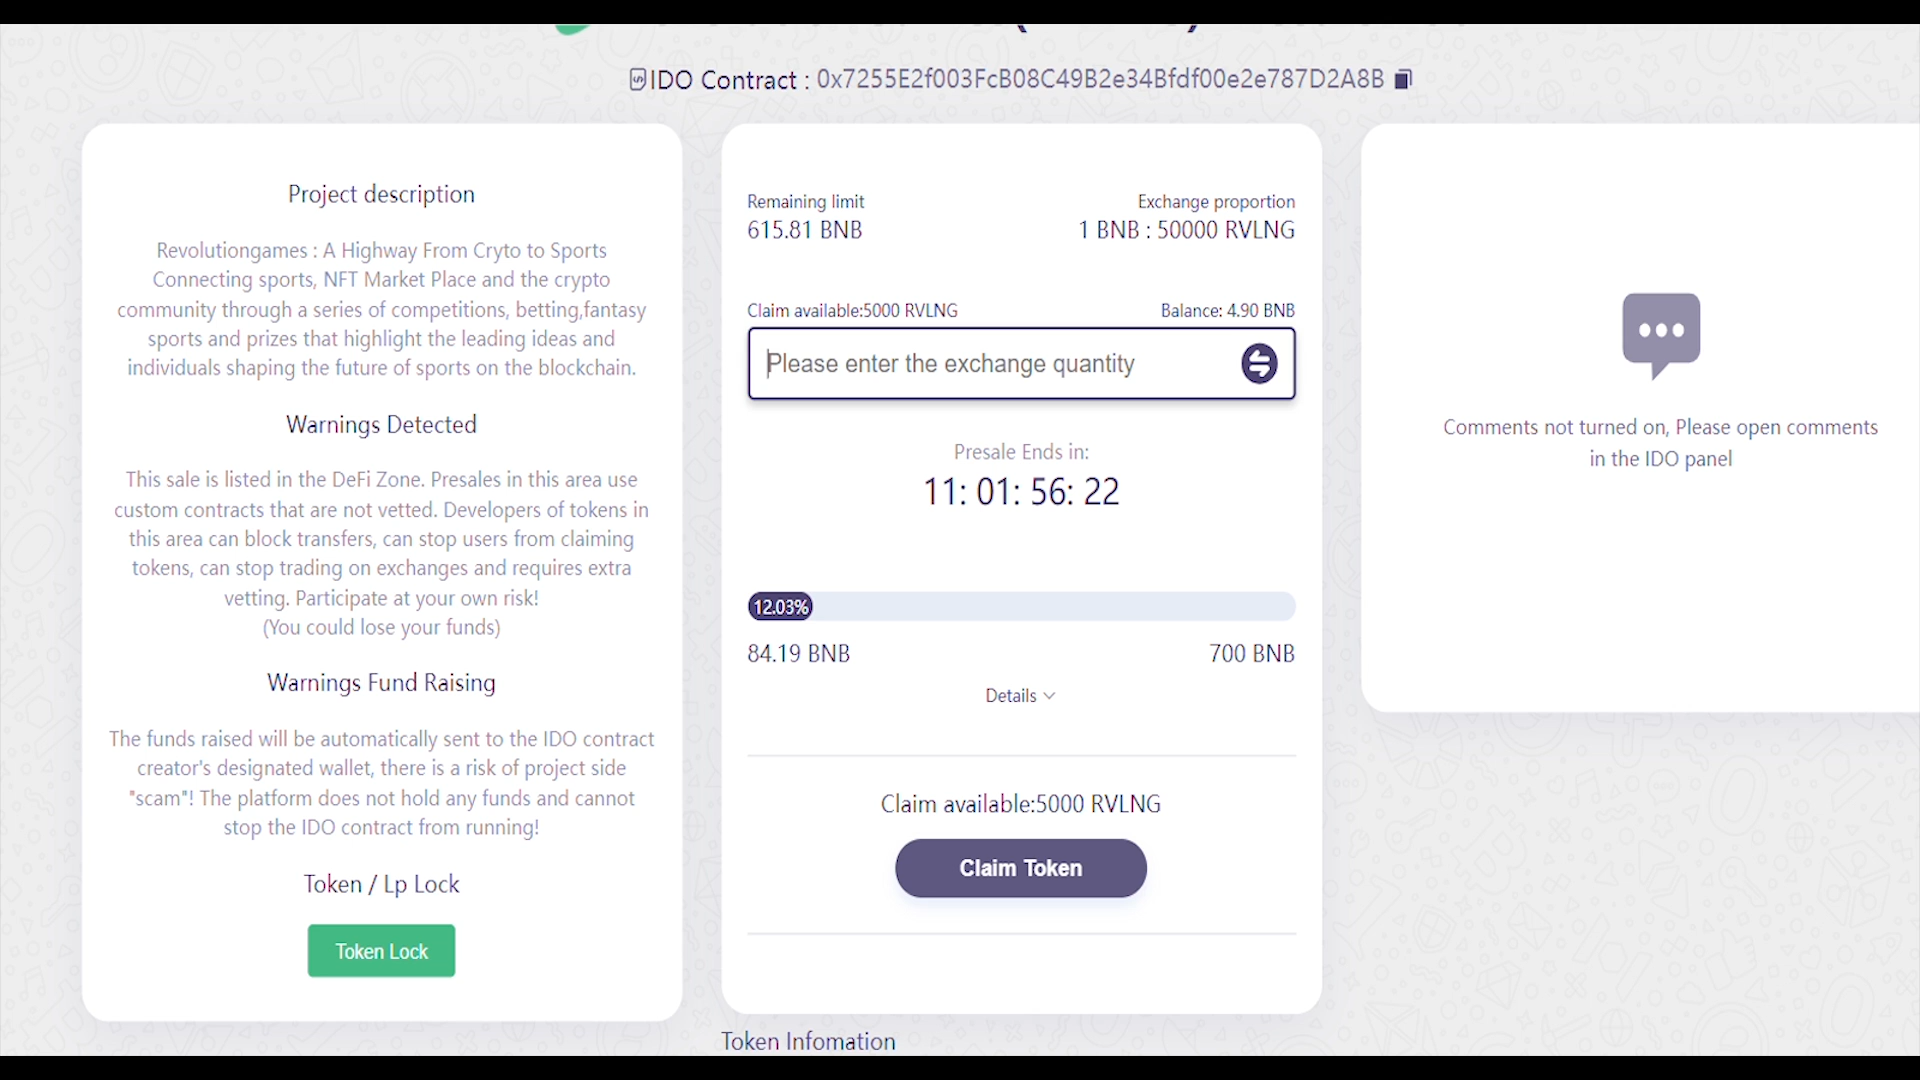 IDO Contract : 0x7255E2f003FcB08C49B2e34Bfdf00e2e787D2A8B
Project description
Revolutiongames : A Highway From Cryto to Sports
Connecting sports, NFT Market Place and the crypto
community through a series of competitions, betting,fantasy
sports and prizes that highlight the leading ideas and
individuals shaping the future of sports on the blockchain.
Warnings Detected
This sale is listed in the DeFi Zone. Presales in this area use
custom contracts that are not vetted. Developers of tokens in
this area can block transfers, can stop users from claiming
tokens, can stop trading on exchanges and requires extra
vetting. Participate at your own risk!
(You could lose your funds)
Warnings Fund Raising
The funds raised will be automatically sent to the IDO contract
creator's designated wallet, there is a risk of project side
"scam"! The platform does not hold any funds and cannot
stop the IDO contract from running!
Token / Lp Lock
Token Lock
Remaining limit
615.81 BNB
Exchange proportion
1 BNB : 50000 RVLNG
Claim available:5000 RVLNG
Balance: 4.90 BNB
Please enter the exchange quantity
Presale Ends in:
11: 01: 56: 22
12.03%
84.19 BNB
700 BNB
Details
Claim available:5000 RVLNG
Claim Token
Token Infomation
Comments not turned on, Please open comments
in the IDO panel